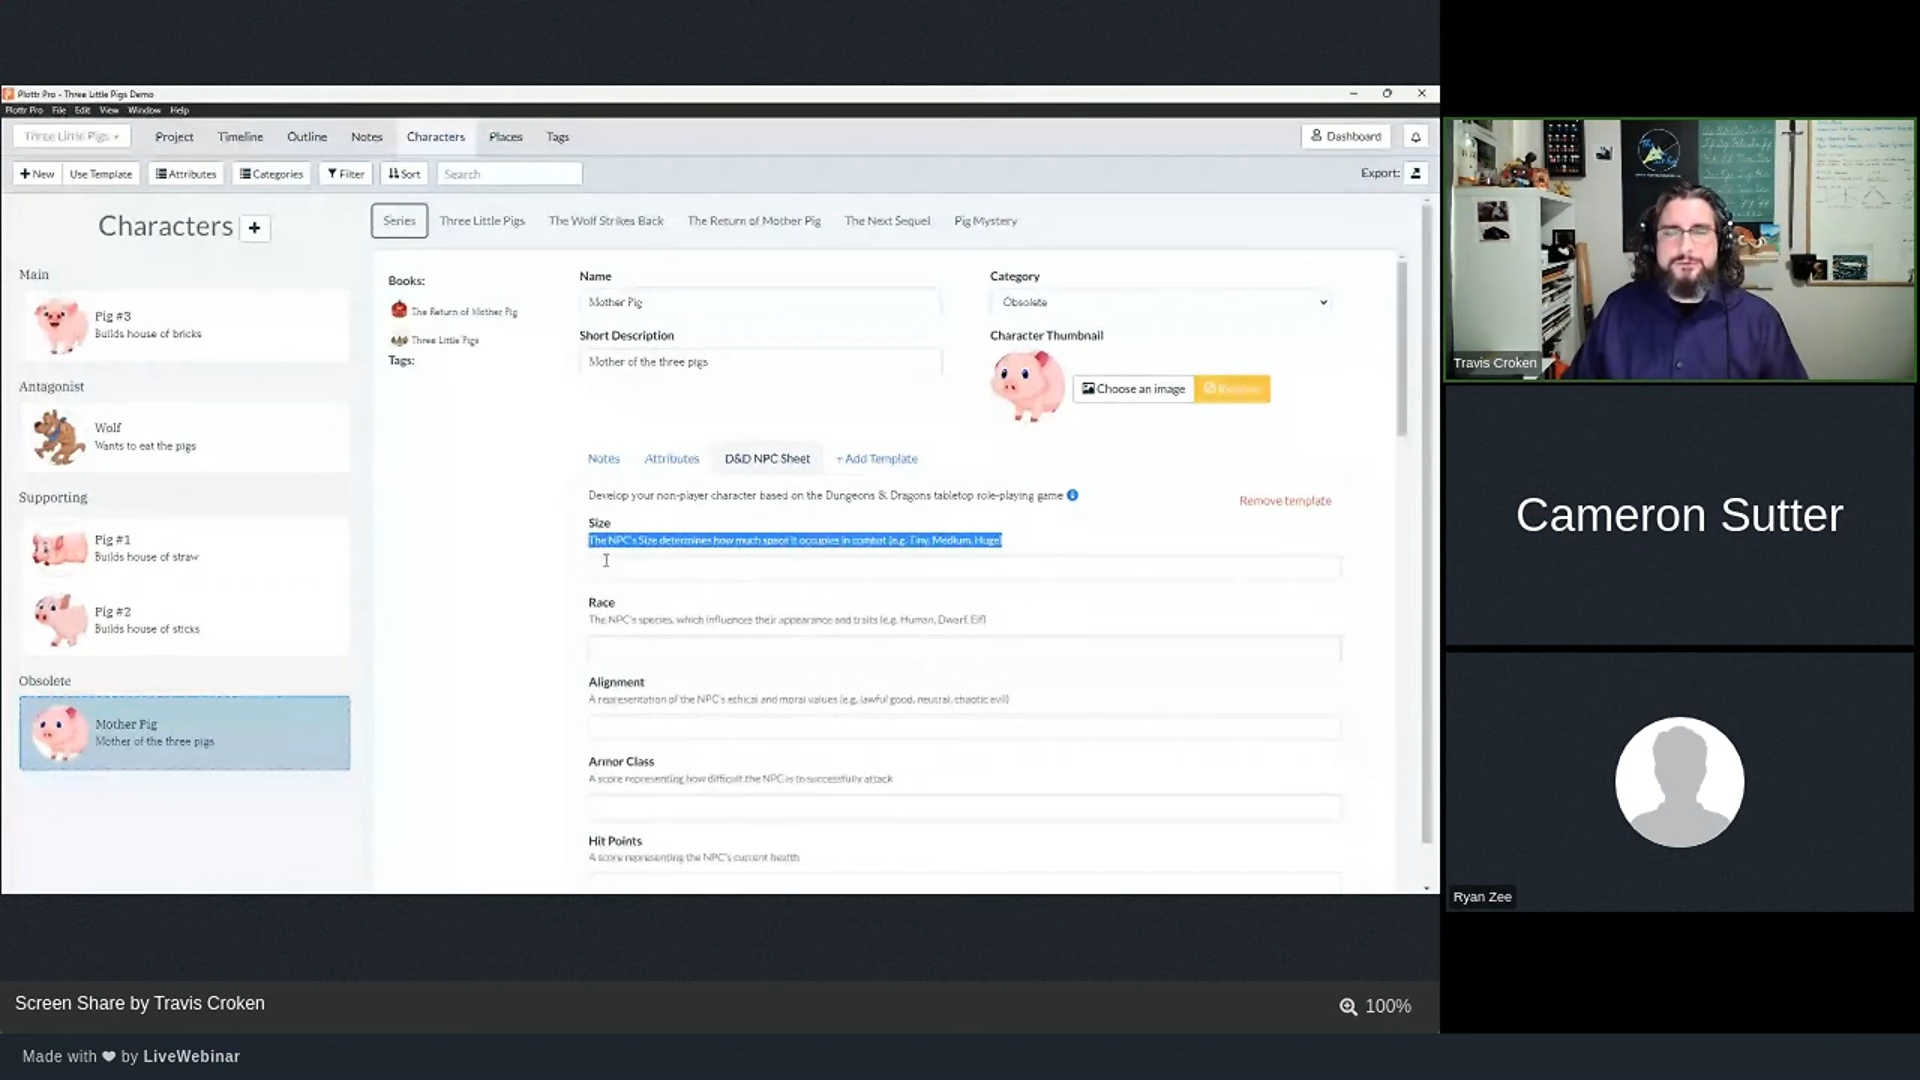 Plottr Pro - Three Little Pigs Demo
Plottr Pro File Edit View Window Help
Three Little Pigs
Project Timeline Outline Notes Characters Places Tags
Dashboard
New Use Template Attributes Categories Filter Sort Search
Export:
Characters +
Series Three Little Pigs The Wolf Strikes Back The Return of Mother Pig The Next Sequel Pig Mystery
Main
Pig #3
Builds house of bricks
Antagonist
Wolf
Wants to eat the pigs
Supporting
Pig #1
Builds house of straw
Pig #2
Builds house of sticks
Obsolete
Mother Pig
Mother of the three pigs
Books:
The Return of Mother Pig
Three Little Pigs
Tags:
Name
Mother Pig
Category
Obsolete
Short Description
Mother of the three pigs
Character Thumbnail
Choose an image
Notes Attributes D&D NPC Sheet + Add Template
Develop your non-player character based on the Dungeons & Dragons tabletop role-playing game
Remove template
Size
The NPC's Size determines how much space it occupies in combat (e.g. Tiny, Medium, Huge)
Race
The NPC's species, which influences their appearance and traits (e.g. Human, Dwarf, Elf)
Alignment
A representation of the NPC's ethical and moral values (e.g. lawful good, neutral, chaotic evil)
Armor Class
A score representing how difficult the NPC is to successfully attack
Hit Points
A score representing the NPC's current health
Travis Croken
Cameron Sutter
Ryan Zee
Screen Share by Travis Croken
100%
Made with ❤ by LiveWebinar